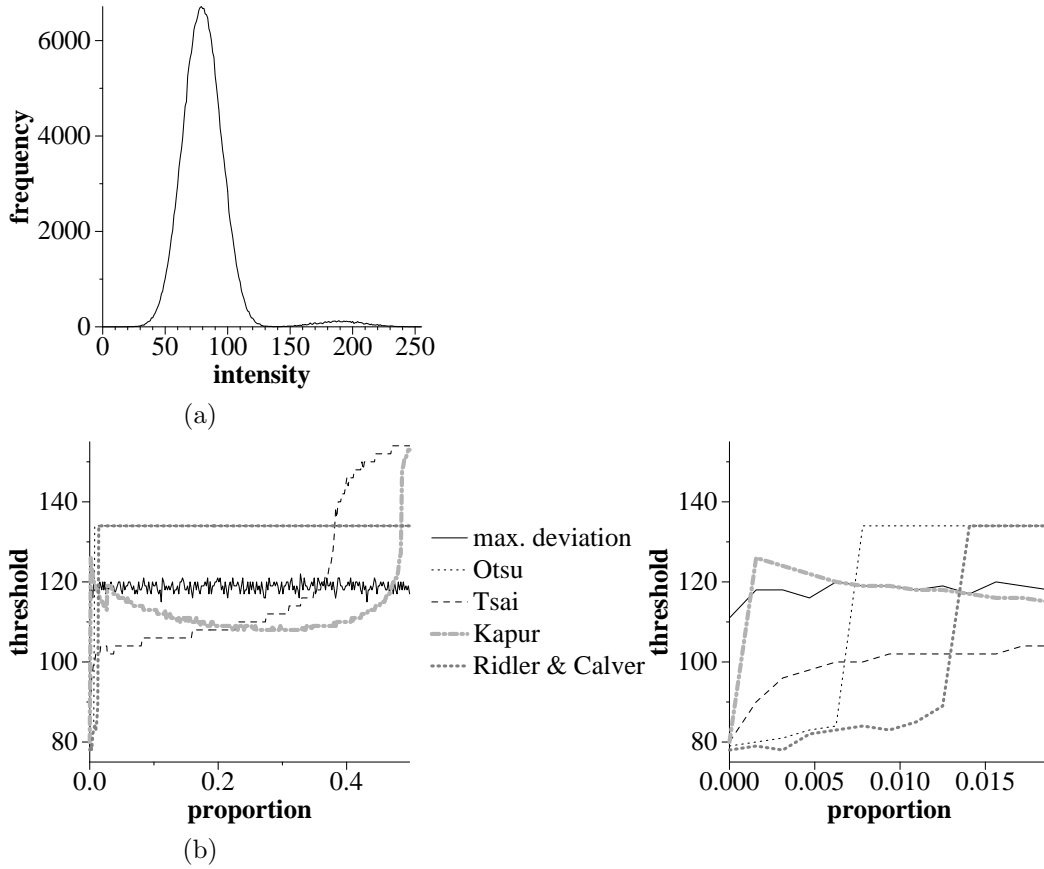 6000
4000
2000
0
frequency
0 50 100 150 200 250
intensity
(a)
140
120
100
80
threshold
0.0 0.2 0.4
proportion
(b)
max. deviation
Otsu
Tsai
Kapur
Ridler & Calver
140
120
100
80
threshold
0.000 0.005 0.010 0.015
proportion